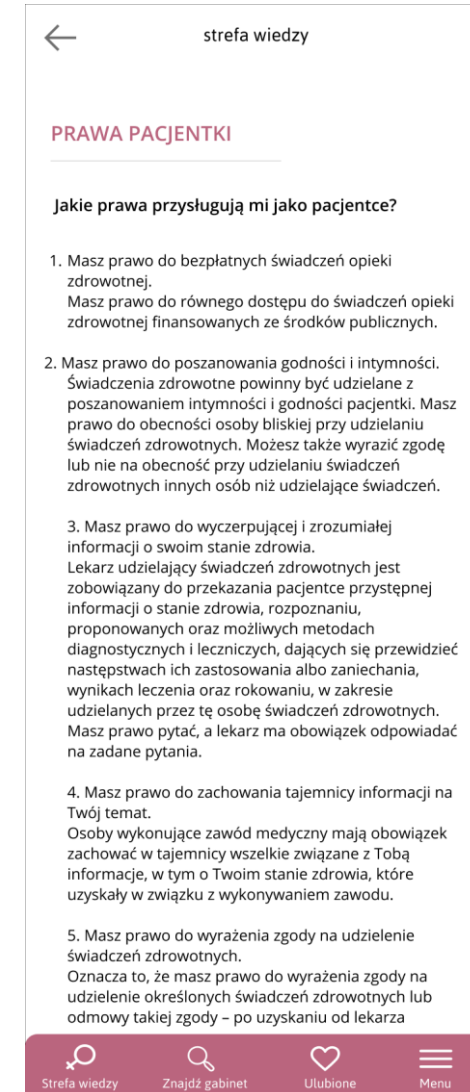 strefa wiedzy
PRAWA PACJENTKI
Jakie prawa przysługują mi jako pacjentce?
1. Masz prawo do bezpłatnych świadczeń opieki
zdrowotnej.
Masz prawo do równego dostępu do świadczeń opieki
zdrowotnej finansowanych ze środków publicznych.
2. Masz prawo do poszanowania godności i intymności.
Świadczenia zdrowotne powinny być udzielane z
poszanowaniem intymności i godności pacjentki. Masz
prawo do obecności osoby bliskiej przy udzielaniu
świadczeń zdrowotnych. Możesz także wyrazić zgodę
lub nie na obecność przy udzielaniu świadczeń
zdrowotnych innych osób niż udzielające świadczeń.
3. Masz prawo do wyczerpującej i zrozumiałej
informacji o swoim stanie zdrowia.
Lekarz udzielający świadczeń zdrowotnych jest
zobowiązany do przekazania pacjentce przystępnej
informacji o stanie zdrowia, rozpoznaniu,
proponowanych oraz możliwych metodach
diagnostycznych i leczniczych, dających się przewidzieć
następstwach ich zastosowania albo zaniechania,
wynikach leczenia oraz rokowaniu, w zakresie
udzielanych przez tę osobę świadczeń zdrowotnych.
Masz prawo pytać, a lekarz ma obowiązek odpowiadać
na zadane pytania.
4. Masz prawo do zachowania tajemnicy informacji na
Twój temat.
Osoby wykonujące zawód medyczny mają obowiązek
zachować w tajemnicy wszelkie związane z Tobą
informacje, w tym o Twoim stanie zdrowia, które
uzyskały w związku z wykonywaniem zawodu.
5. Masz prawo do wyrażenia zgody na udzielenie
świadczeń zdrowotnych.
Oznacza to, że masz prawo do wyrażenia zgody na
udzielenie określonych świadczeń zdrowotnych lub
odmowy takiej zgody – po uzyskaniu od lekarza
Strefa wiedzy Znajdź gabinet Ulubione Menu